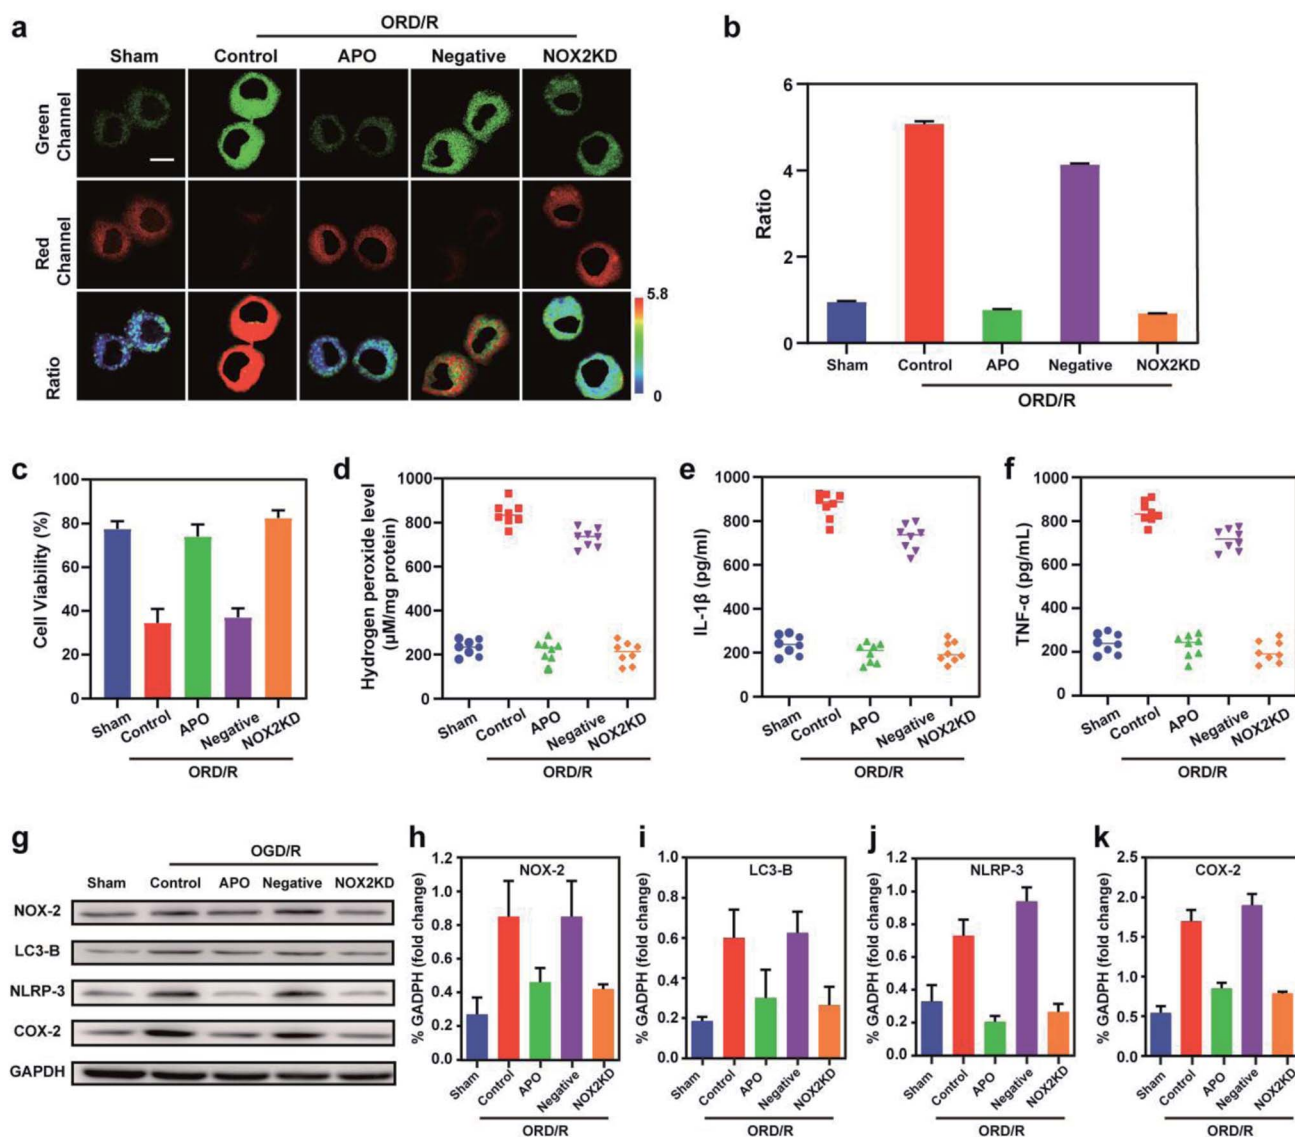 a
ORD/R
Sham Control APO Negative NOX2KD
Green
Channel
Red
Channel
Ratio
5.8
0
b
Ratio
6
4
2
0
Sham Control APO Negative NOX2KD
ORD/R
c
Cell Viability (%)
100
80
60
40
20
0
Sham Control APO Negative NOX2KD
ORD/R
d
Hydrogen peroxide level
(μM/mg protein)
1000
800
600
400
200
0
Sham Control APO Negative NOX2KD
ORD/R
e
IL-1β (pg/ml)
1000
800
600
400
200
0
Sham Control APO Negative NOX2KD
ORD/R
f
TNF-α (pg/mL)
1000
800
600
400
200
0
Sham Control APO Negative NOX2KD
ORD/R
g
OGD/R
Sham Control APO Negative NOX2KD
NOX-2
LC3-B
NLRP-3
COX-2
GAPDH
h
NOX-2
% GADPH (fold change)
1.2
1.0
0.8
0.6
0.4
0.2
0.0
Sham Control APO Negative NOX2KD
ORD/R
i
LC3-B
% GADPH (fold change)
1.0
0.8
0.6
0.4
0.2
0.0
Sham Control APO Negative NOX2KD
ORD/R
j
NLRP-3
% GADPH (fold change)
1.2
1.0
0.8
0.6
0.4
0.2
0.0
Sham Control APO Negative NOX2KD
ORD/R
k
COX-2
% GADPH (fold change)
2.5
2.0
1.5
1.0
0.5
0.0
Sham Control APO Negative NOX2KD
ORD/R